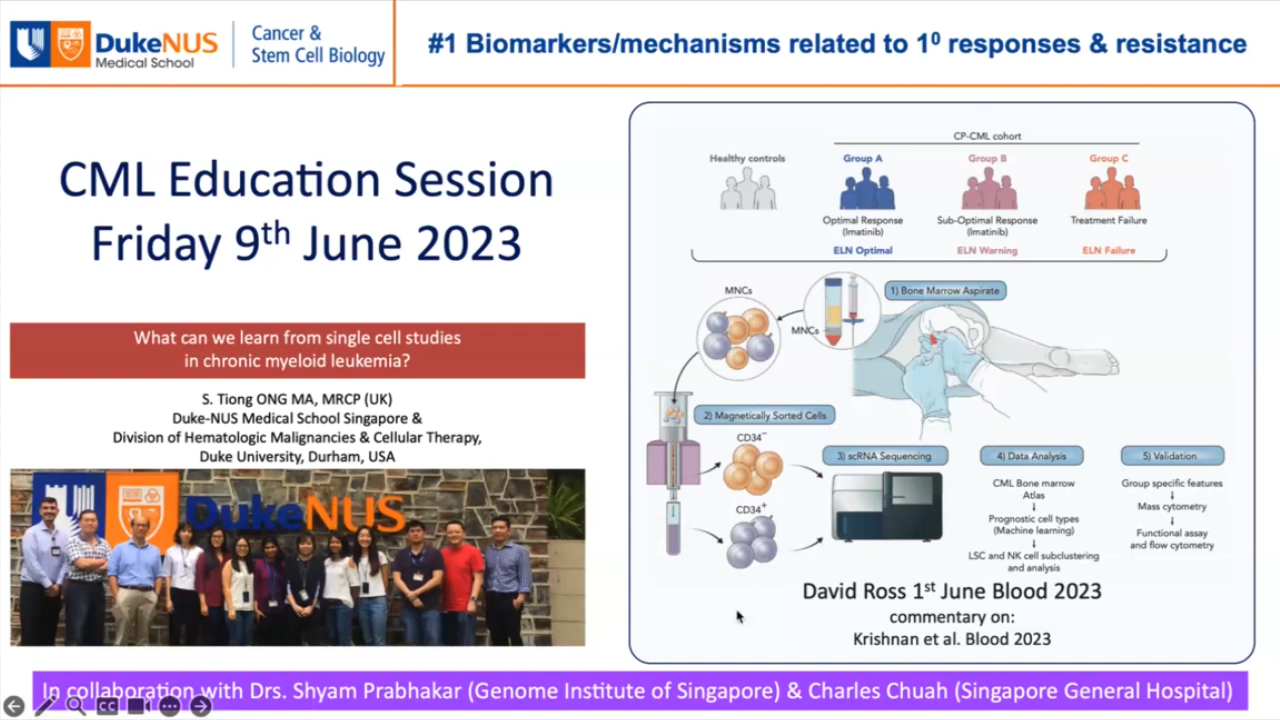 DukeNUS
Medical School
Cancer &
Stem Cell Biology
#1 Biomarkers/mechanisms related to 1⁰ responses & resistance
CML Education Session
Friday 9th June 2023
What can we learn from single cell studies
in chronic myeloid leukemia?
S. Tiong ONG MA, MRCP (UK)
Duke-NUS Medical School Singapore &
Division of Hematologic Malignancies & Cellular Therapy,
Duke University, Durham, USA
DukeNUS
CP-CML cohort
Healthy controls
Group A
Group B
Group C
Optimal Response
(Imatinib)
Sub-Optimal Response
(Imatinib)
Treatment Failure
ELN Optimal
ELN Warning
ELN Failure
MNCs
MNCs
1) Bone Marrow Aspirate
2) Magnetically Sorted Cells
CD34⁻
CD34⁺
3) scRNA Sequencing
4) Data Analysis
CML Bone marrow
Atlas
Prognostic cell types
(Machine learning)
LSC and NK cell subclustering
and analysis
5) Validation
Group specific features
Mass cytometry
Functional assay
and flow cytometry
David Ross 1st June Blood 2023
commentary on:
Krishnan et al. Blood 2023
In collaboration with Drs. Shyam Prabhakar (Genome Institute of Singapore) & Charles Chuah (Singapore General Hospital)
CC